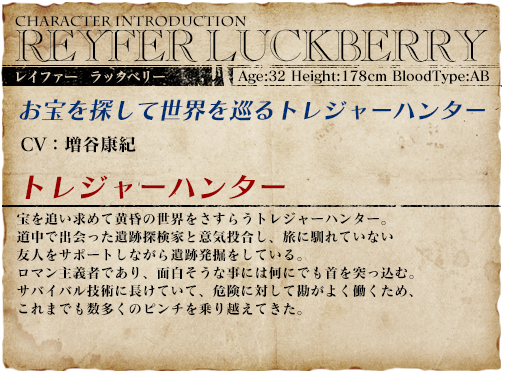 CHARACTER INTRODUCTION
REYFER LUCKBERRY
レイファー　ラックベリー
Age:32 Height:178cm BloodType:AB
お宝を探して世界を巡るトレジャーハンター
CV：増谷康紀
トレジャーハンター
宝を追い求めて黄昏の世界をさすらうトレジャーハンター。
道中で出会った遺跡探検家と意気投合し、旅に馴れていない
友人をサポートしながら遺跡発掘をしている。
ロマン主義者であり、面白そうな事には何にでも首を突っ込む。
サバイバル技術に長けていて、危険に対して勘がよく働くため、
これまでも数多くのピンチを乗り越えてきた。